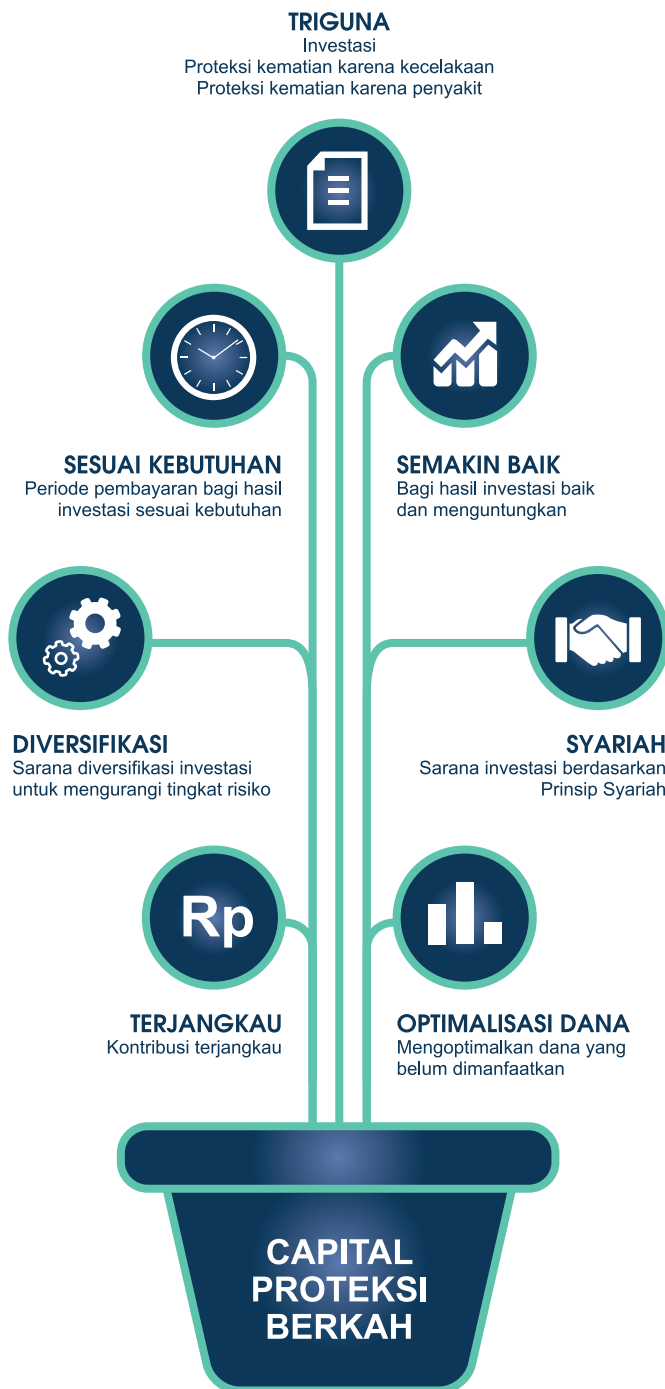 TRIGUNA
Investasi
Proteksi kematian karena kecelakaan
Proteksi kematian karena penyakit
SESUAI KEBUTUHAN
Periode pembayaran bagi hasil
investasi sesuai kebutuhan
SEMAKIN BAIK
Bagi hasil investasi baik
dan menguntungkan
DIVERSIFIKASI
Sarana diversifikasi investasi
untuk mengurangi tingkat risiko
SYARIAH
Sarana investasi berdasarkan
Prinsip Syariah
Rp
TERJANGKAU
Kontribusi terjangkau
OPTIMALISASI DANA
Mengoptimalkan dana yang
belum dimanfaatkan
CAPITAL
PROTEKSI
BERKAH